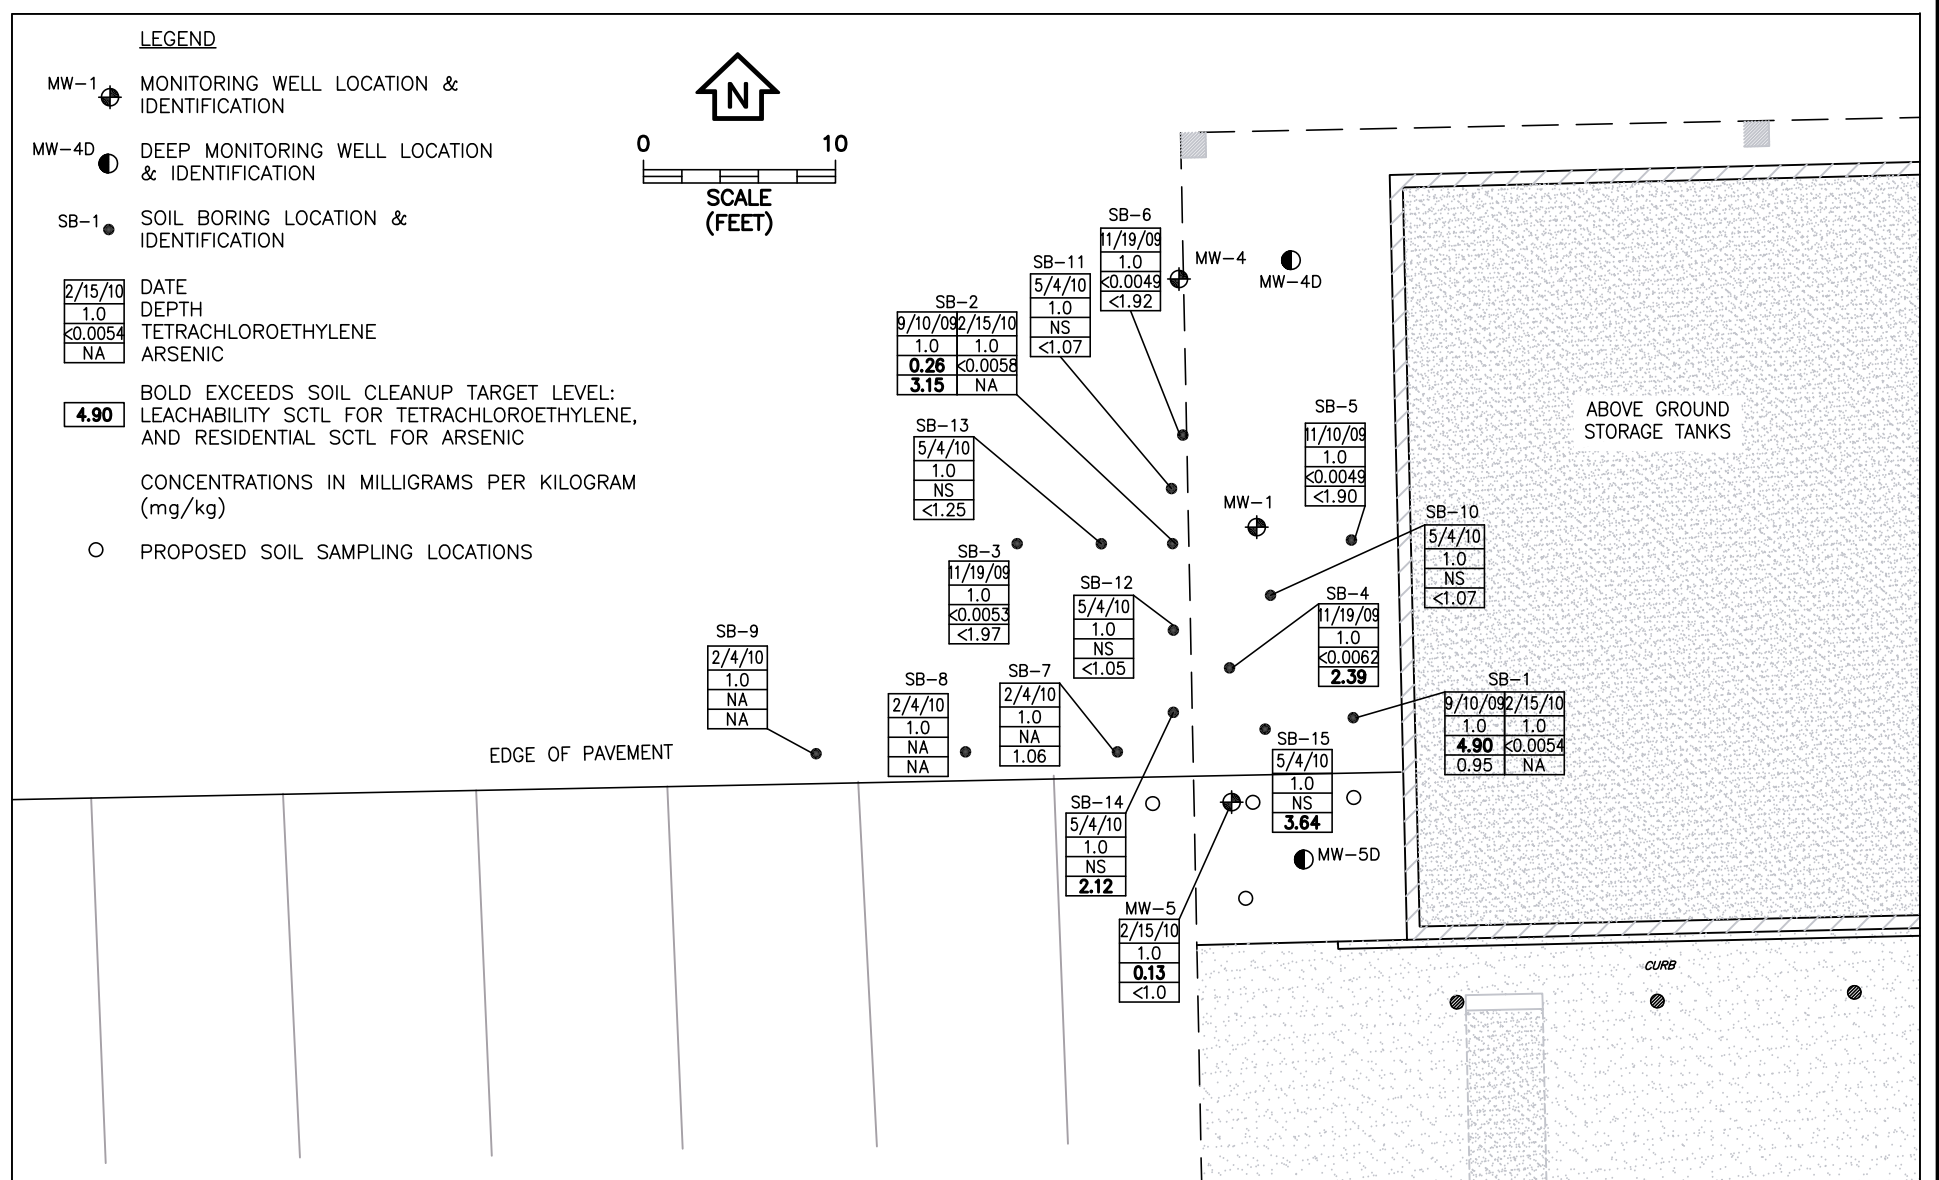 LEGEND
MW-1
MONITORING WELL LOCATION &
IDENTIFICATION
MW-4D
DEEP MONITORING WELL LOCATION
& IDENTIFICATION
SB-1
SOIL BORING LOCATION &
IDENTIFICATION
2/15/10 DATE
1.0 DEPTH
<0.0054 TETRACHLOROETHYLENE
NA ARSENIC
BOLD EXCEEDS SOIL CLEANUP TARGET LEVEL:
4.90 LEACHABILITY SCTL FOR TETRACHLOROETHYLENE,
AND RESIDENTIAL SCTL FOR ARSENIC
CONCENTRATIONS IN MILLIGRAMS PER KILOGRAM
(mg/kg)
PROPOSED SOIL SAMPLING LOCATIONS
N
0 10
SCALE
(FEET)
SB-6
11/19/09
1.0
<0.0049
<1.92
MW-4
MW-4D
SB-11
5/4/10
1.0
NS
<1.07
SB-2
9/10/09 2/15/10
1.0 1.0
0.26 <0.0058
3.15 NA
SB-13
5/4/10
1.0
NS
<1.25
SB-5
11/10/09
1.0
<0.0049
<1.90
ABOVE GROUND
STORAGE TANKS
MW-1
SB-10
5/4/10
1.0
NS
<1.07
SB-3
11/19/09
1.0
<0.0053
<1.97
SB-12
5/4/10
1.0
NS
<1.05
SB-4
11/19/09
1.0
<0.0062
2.39
SB-9
2/4/10
1.0
NA
NA
SB-8
2/4/10
1.0
NA
NA
SB-7
2/4/10
1.0
NA
1.06
SB-1
9/10/09 2/15/10
1.0 1.0
4.90 <0.0054
0.95 NA
EDGE OF PAVEMENT
SB-15
5/4/10
1.0
NS
3.64
SB-14
5/4/10
1.0
NS
2.12
MW-5D
MW-5
2/15/10
1.0
0.13
<1.0
CURB